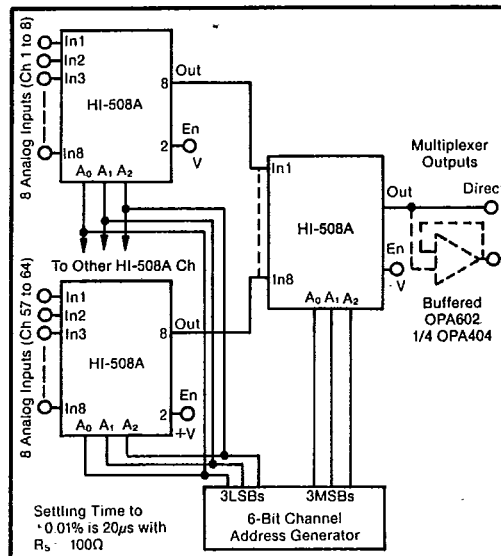 8 Analog Inputs (Ch 1 to 8)
In1
In2
In3
In8
HI-508A
Out
8
En
2
V
A0 A1 A2
To Other HI-508A Ch
8 Analog Inputs (Ch 57 to 64)
In1
In2
In3
In8
HI-508A
Out
8
En
2
+V
A0 A1 A2
In1
In8
HI-508A
Out
En
V
A0 A1 A2
Multiplexer
Outputs
Direc
Buffered
OPA602
1/4 OPA404
3LSBs
3MSBs
6-Bit Channel
Address Generator
Settling Time to
0.01% is 20µs with
RS 100Ω